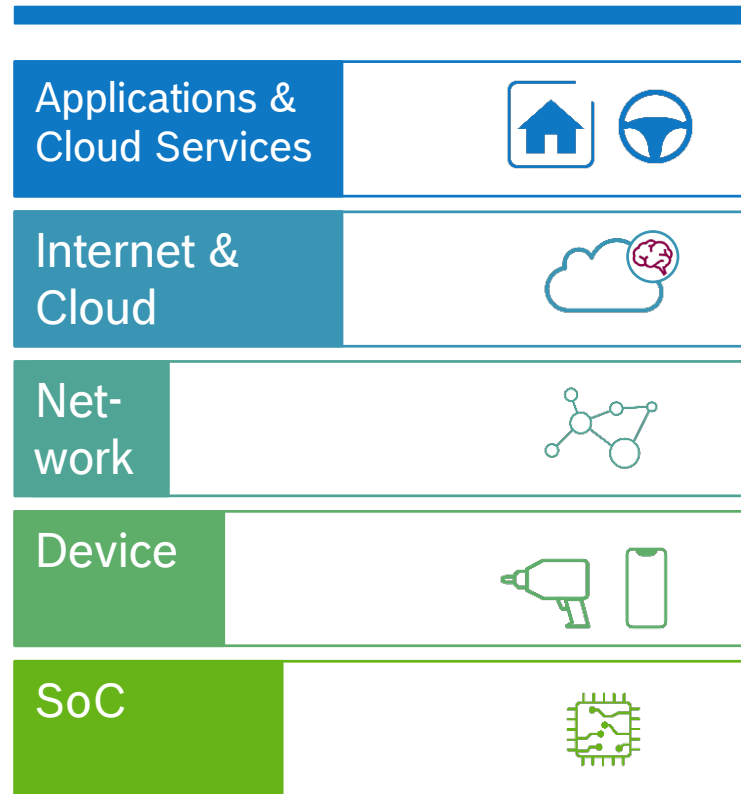 Applications &
Cloud Services
Internet &
Cloud
Net-
work
Device
SoC